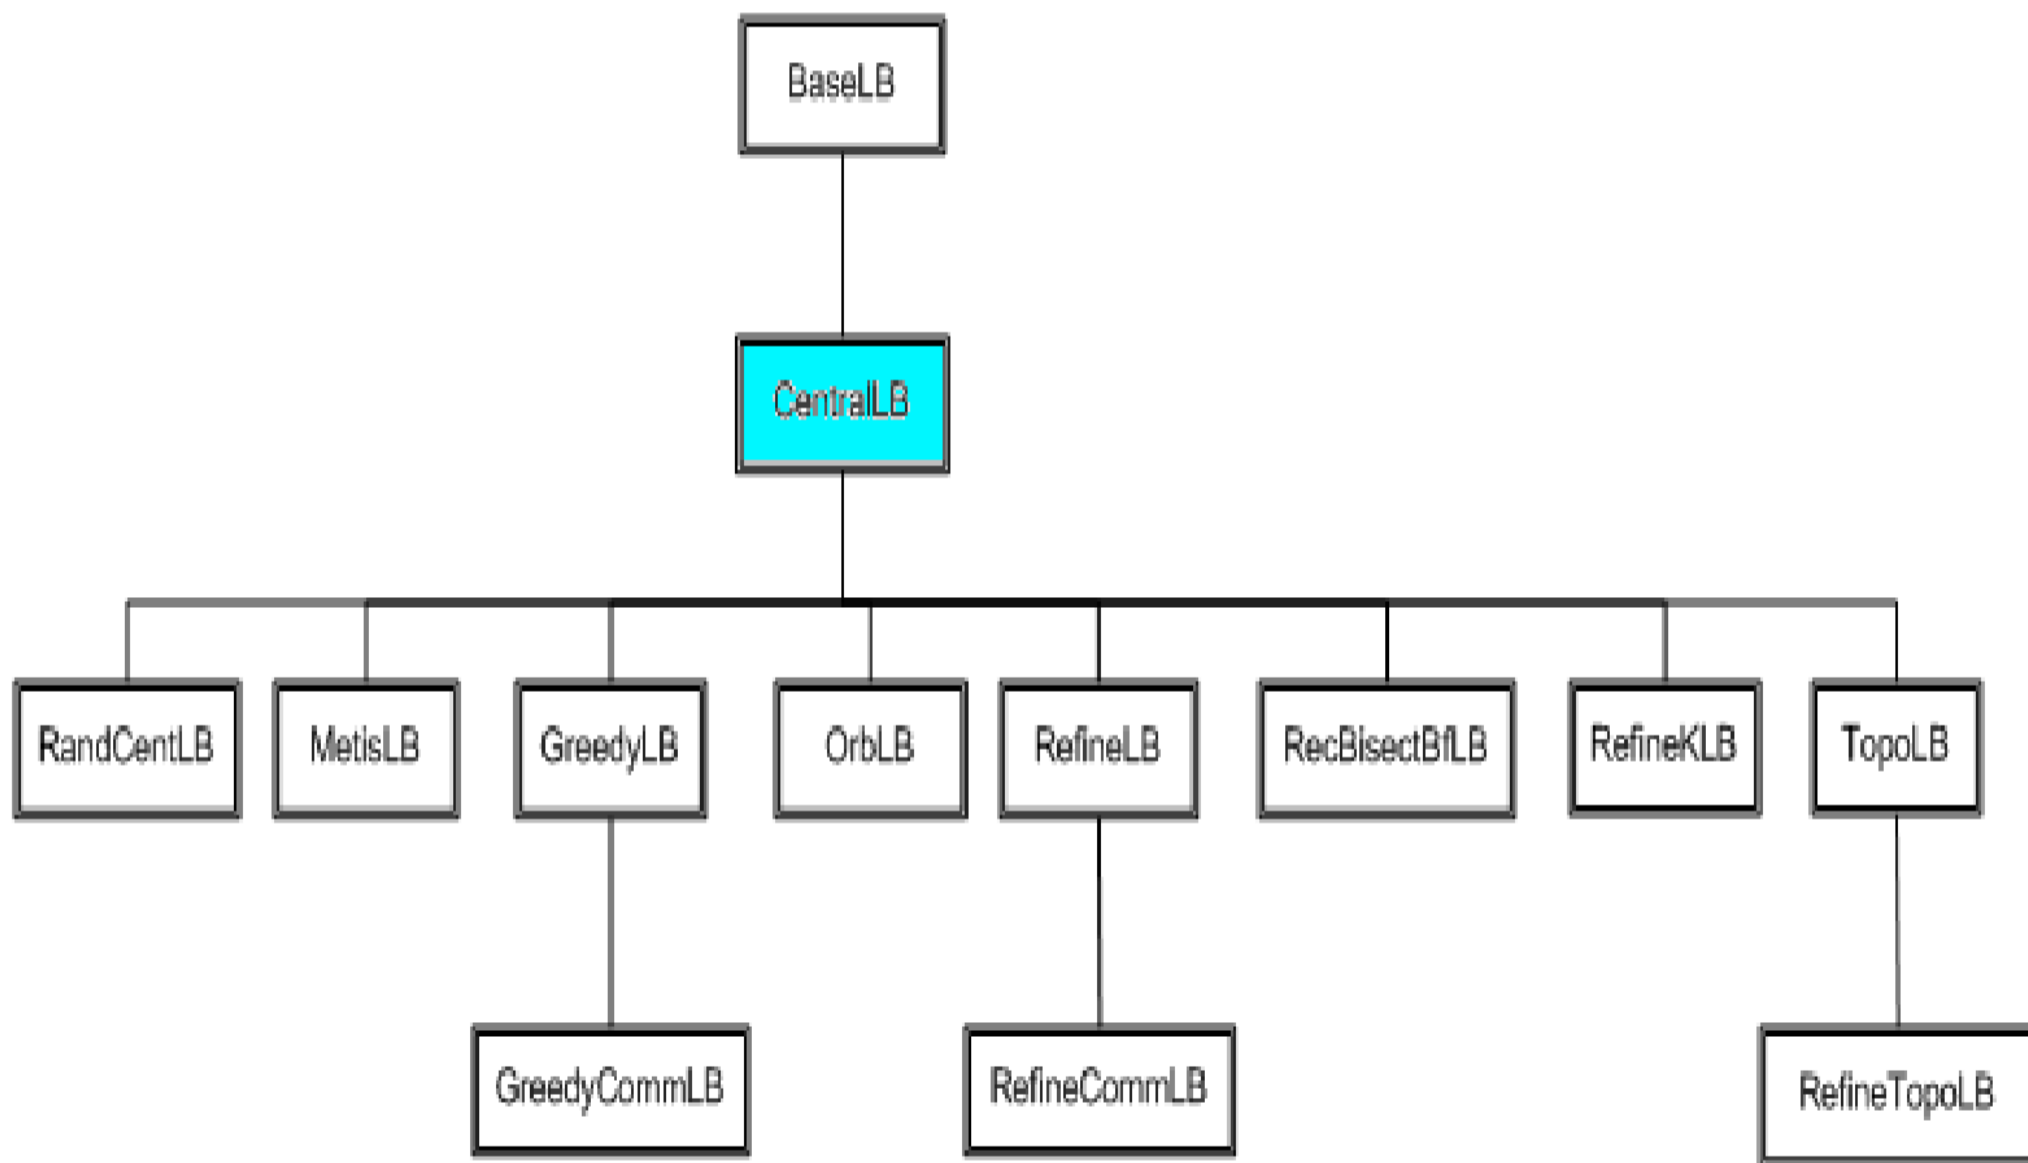 BaseLB
CentralLB
RandCentLB
MetisLB
GreedyLB
OrbLB
RefineLB
RecBisectBfLB
RefineKLB
TopoLB
GreedyCommLB
RefineCommLB
RefineTopoLB